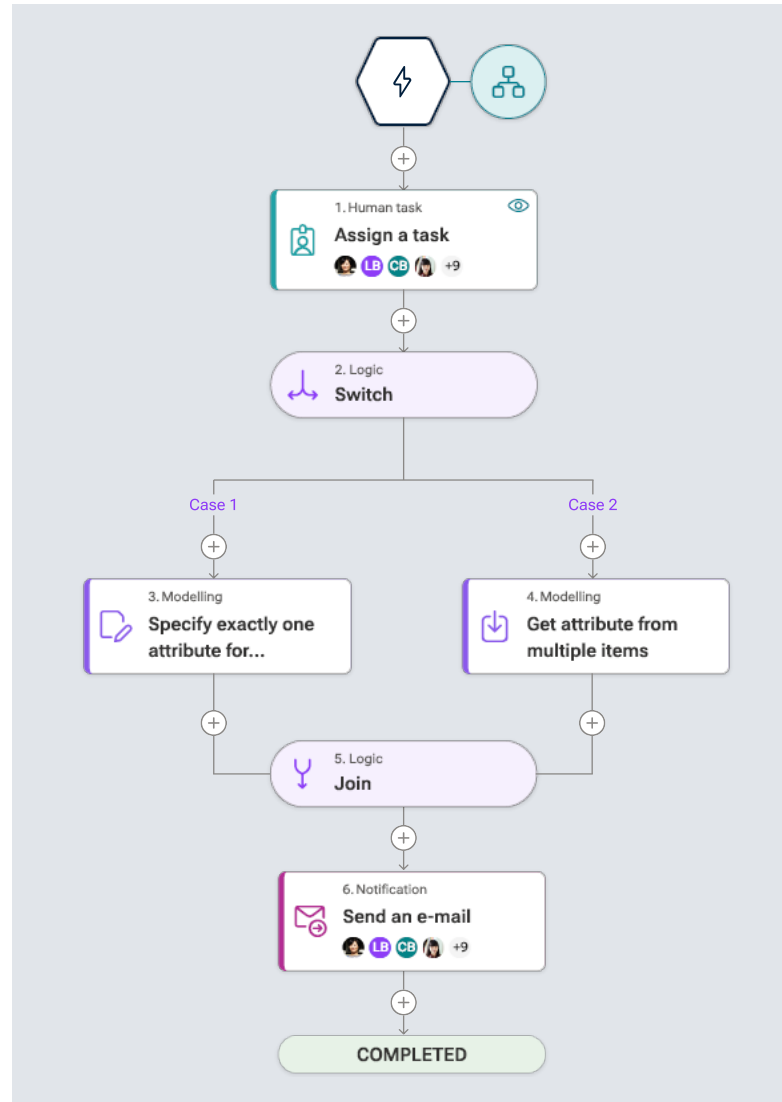 1. Human task
Assign a task
LB CB +9
2. Logic
Switch
Case 1
Case 2
3. Modelling
Specify exactly one
attribute for...
4. Modelling
Get attribute from
multiple items
5. Logic
Join
6. Notification
Send an e-mail
LB CB +9
COMPLETED